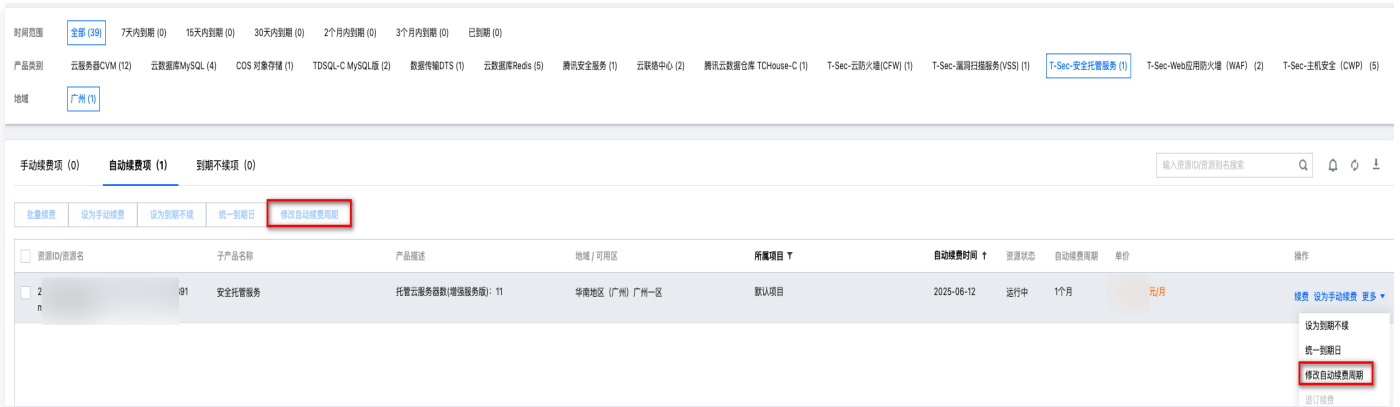 时间范围 全部 (39) 7天内到期 (0) 15天内到期 (0) 30天内到期 (0) 2个月内到期 (0) 3个月内到期 (0) 已到期 (0)
产品类别 云服务器CVM (12) 云数据库MySQL (4) COS 对象存储 (1) TDSQL-C MySQL版 (2) 数据传输DTS (1) 云数据库Redis (5) 腾讯安全服务 (1) 云联络中心 (2) 腾讯云数据仓库 TCHouse-C (1) T-Sec-云防火墙(CFW) (1) T-Sec-漏洞扫描服务(VSS) (1) T-Sec-安全托管服务 (1) T-Sec-Web应用防火墙（WAF） (2) T-Sec-主机安全（CWP） (5)
地域 广州 (1)
手动续费项（0） 自动续费项（1） 到期不续项（0） 输入资源ID/资源别名搜索
批量续费 设为手动续费 设为到期不续 统一到期日 修改自动续费周期
资源ID/资源名 子产品名称 产品描述 地域 / 可用区 所属项目 自动续费时间 资源状态 自动续费周期 单价 操作
2 391 安全托管服务 托管云服务器数(增强服务版)：11 华南地区（广州）广州一区 默认项目 2025-06-12 运行中 1个月 元/月 续费 设为手动续费 更多
n
设为到期不续
统一到期日
修改自动续费周期
退订续费